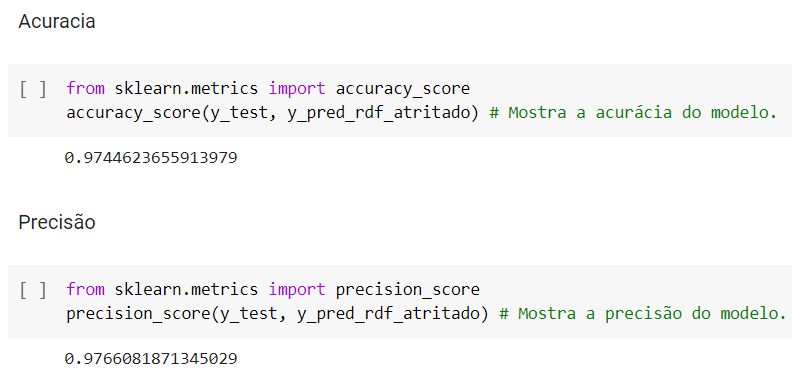 Acuracia
[ ] from sklearn.metrics import accuracy_score
accuracy_score(y_test, y_pred_rdf_atritado) # Mostra a acurácia do modelo.
0.9744623655913979
Precisão
[ ] from sklearn.metrics import precision_score
precision_score(y_test, y_pred_rdf_atritado) # Mostra a precisão do modelo.
0.9766081871345029